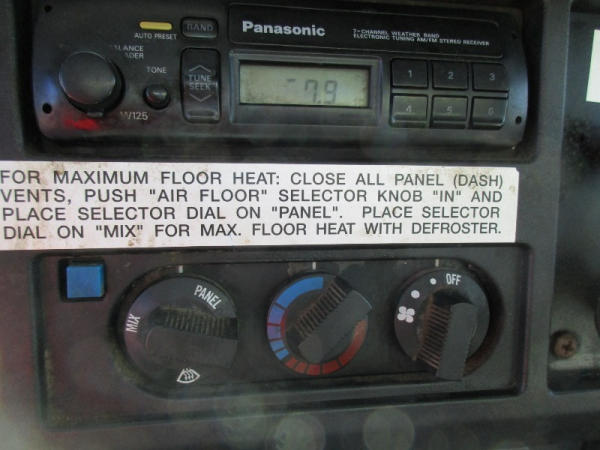 Panasonic
7-CHANNEL WEATHER BAND
ELECTRONIC TUNING AM/FM STEREO RECEIVER
AUTO PRESET
BAND
BALANCE
FADER
TONE
TUNE
SEEK
1 2 3
4 5 6
W125
FOR MAXIMUM FLOOR HEAT: CLOSE ALL PANEL (DASH)
VENTS, PUSH "AIR FLOOR" SELECTOR KNOB "IN" AND
PLACE SELECTOR DIAL ON "PANEL". PLACE SELECTOR
DIAL ON "MIX" FOR MAX. FLOOR HEAT WITH DEFROSTER.
MIX
PANEL
OFF